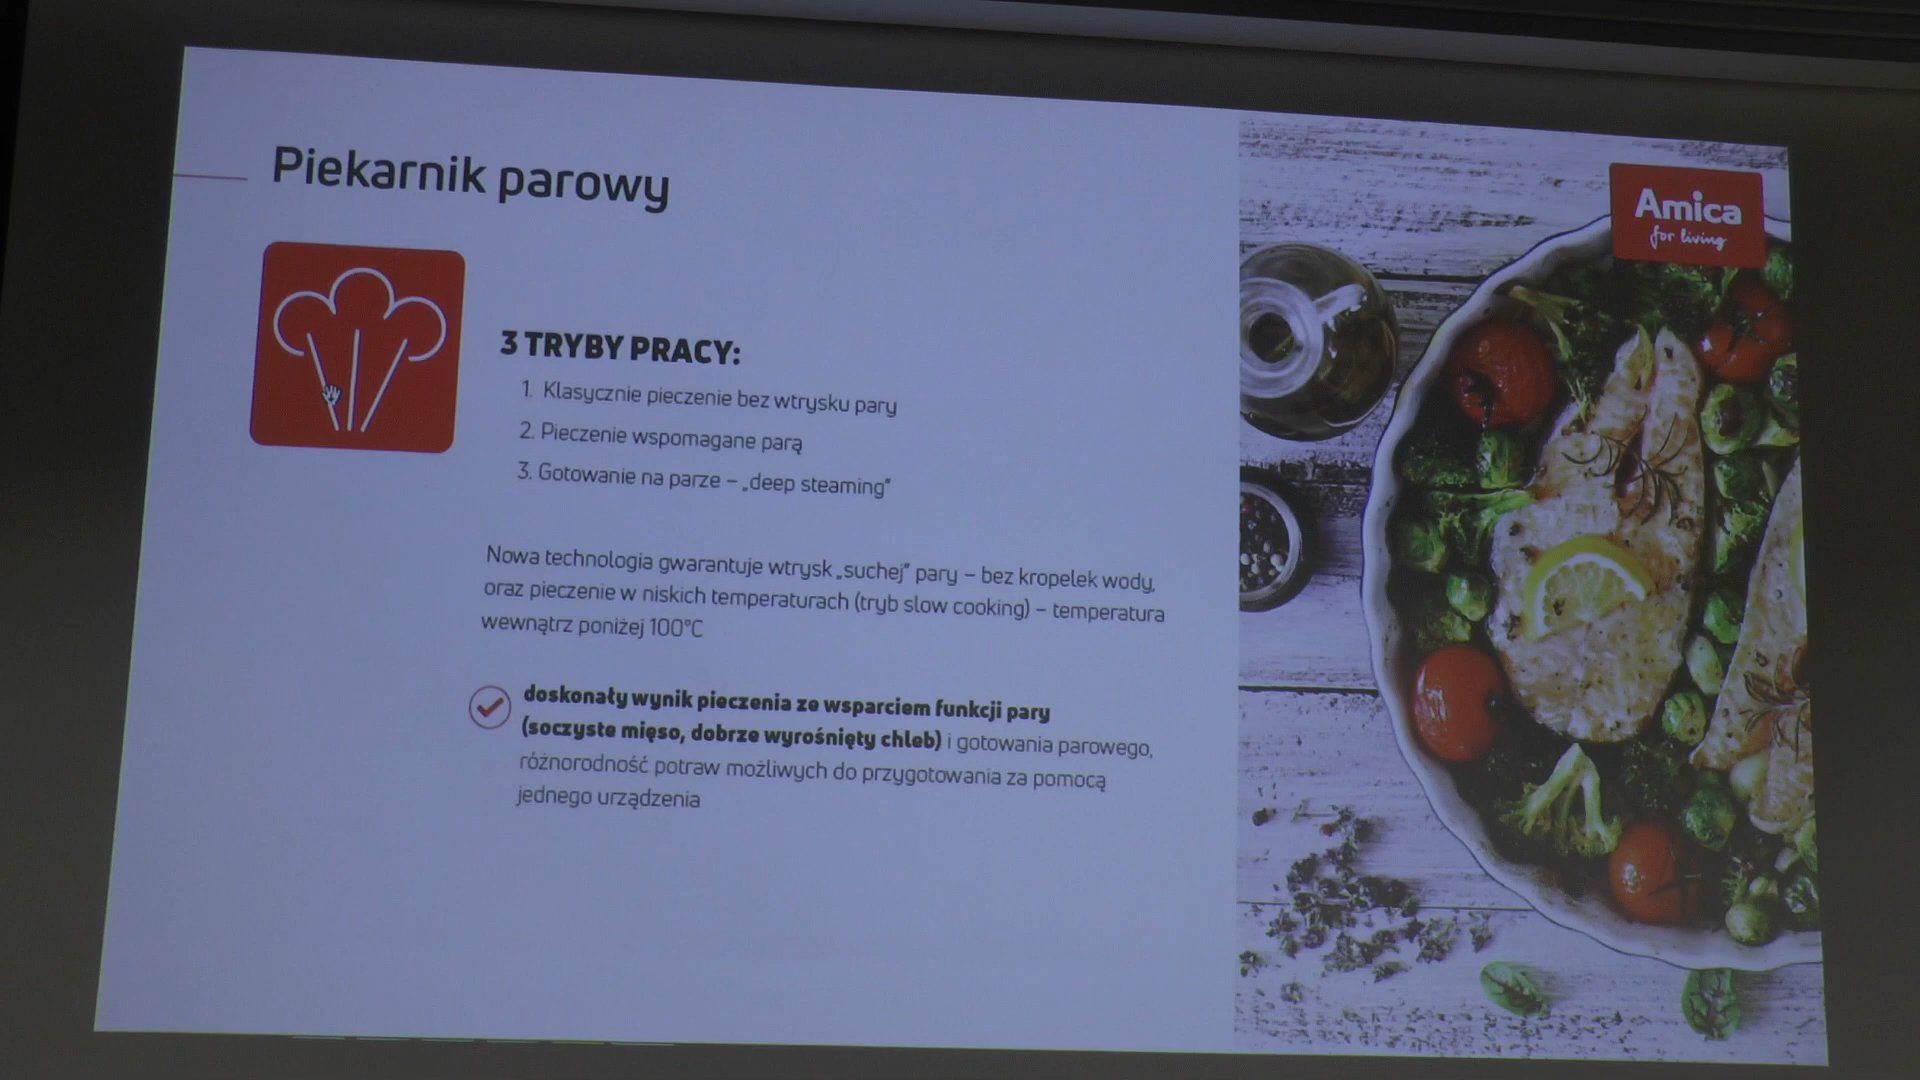 Piekarnik parowy
Amica
for living
3 TRYBY PRACY:
1. Klasycznie pieczenie bez wtrysku pary
2. Pieczenie wspomagane parą
3. Gotowanie na parze – „deep steaming”
Nowa technologia gwarantuje wtrysk „suchej” pary – bez kropelek wody,
oraz pieczenie w niskich temperaturach (tryb slow cooking) – temperatura
wewnątrz poniżej 100°C
doskonały wynik pieczenia ze wsparciem funkcji pary
(soczyste mięso, dobrze wyrośnięty chleb) i gotowania parowego,
różnorodność potraw możliwych do przygotowania za pomocą
jednego urządzenia